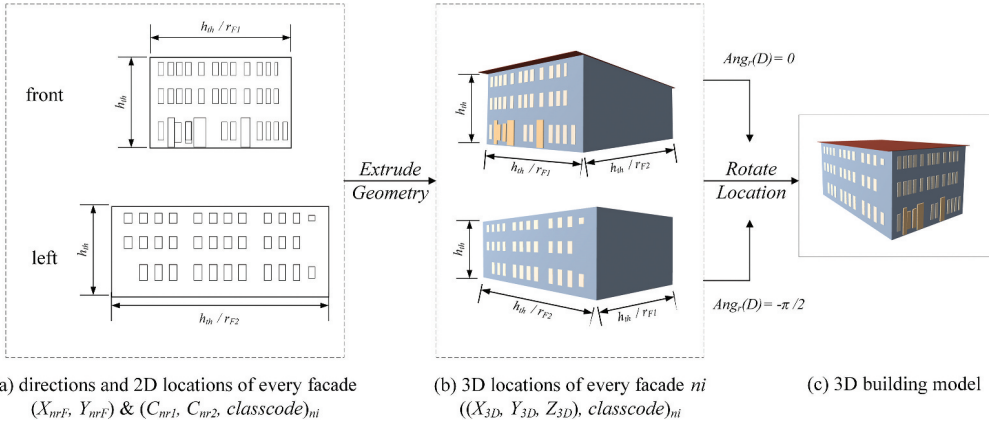 h_th / r_F1
front
h_th
left
h_th
h_th / r_F2
Extrude
Geometry
h_th
h_th / r_F1
h_th / r_F2
h_th
h_th / r_F2
h_th / r_F1
Ang_r(D)= 0
Rotate
Location
Ang_r(D)= -π /2
a) directions and 2D locations of every facade
(X_nrF, Y_nrF) & (C_nr1, C_nr2, classcode)_ni
(b) 3D locations of every facade ni
((X_3D, Y_3D, Z_3D), classcode)_ni
(c) 3D building model